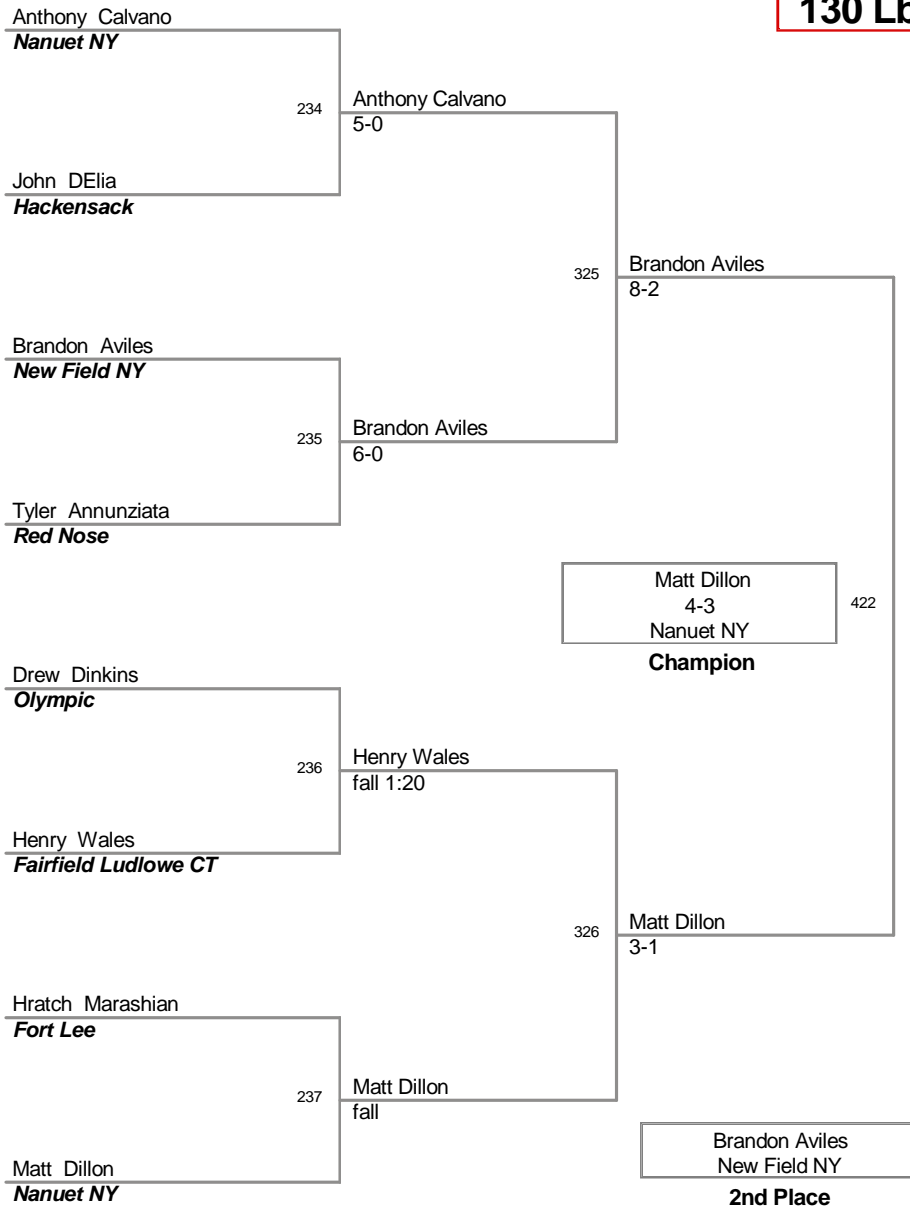 130 Lb
Anthony Calvano
Nanuet NY
234
Anthony Calvano
5-0
John DElia
Hackensack
325
Brandon Aviles
8-2
Brandon Aviles
New Field NY
235
Brandon Aviles
6-0
Tyler Annunziata
Red Nose
Matt Dillon
4-3
Nanuet NY
422
Champion
Drew Dinkins
Olympic
236
Henry Wales
fall 1:20
Henry Wales
Fairfield Ludlowe CT
326
Matt Dillon
3-1
Hratch Marashian
Fort Lee
237
Matt Dillon
fall
Matt Dillon
Nanuet NY
Brandon Aviles
New Field NY
2nd Place